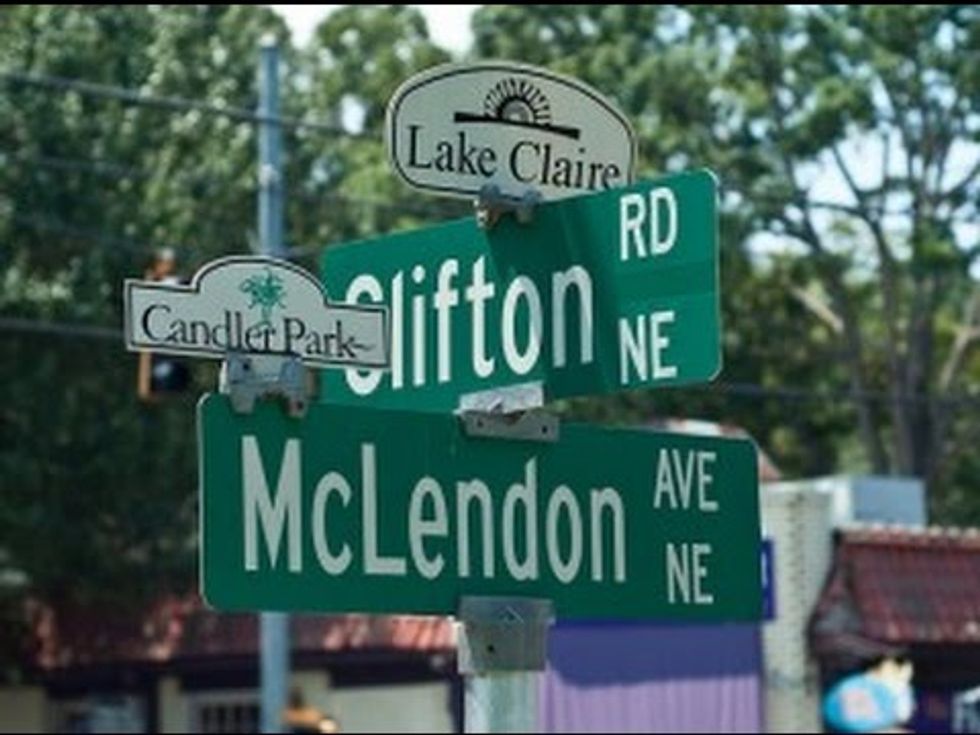 Lake Claire
Clifton RD NE
Candler Park
McLendon AVE NE